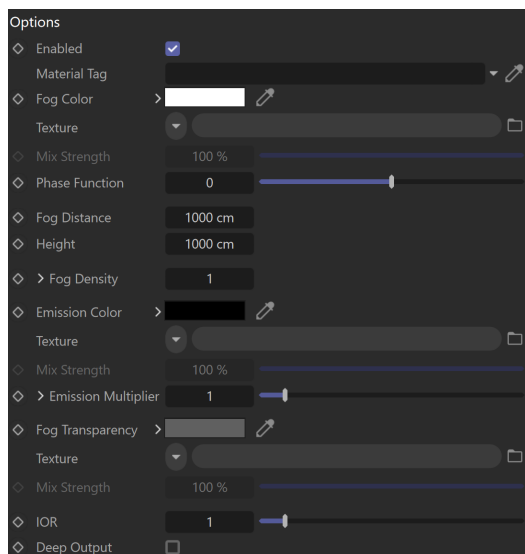 Options
Enabled
Material Tag
Fog Color
Texture
Mix Strength 100 %
Phase Function 0
Fog Distance 1000 cm
Height 1000 cm
Fog Density 1
Emission Color
Texture
Mix Strength 100 %
Emission Multiplier 1
Fog Transparency
Texture
Mix Strength 100 %
IOR 1
Deep Output